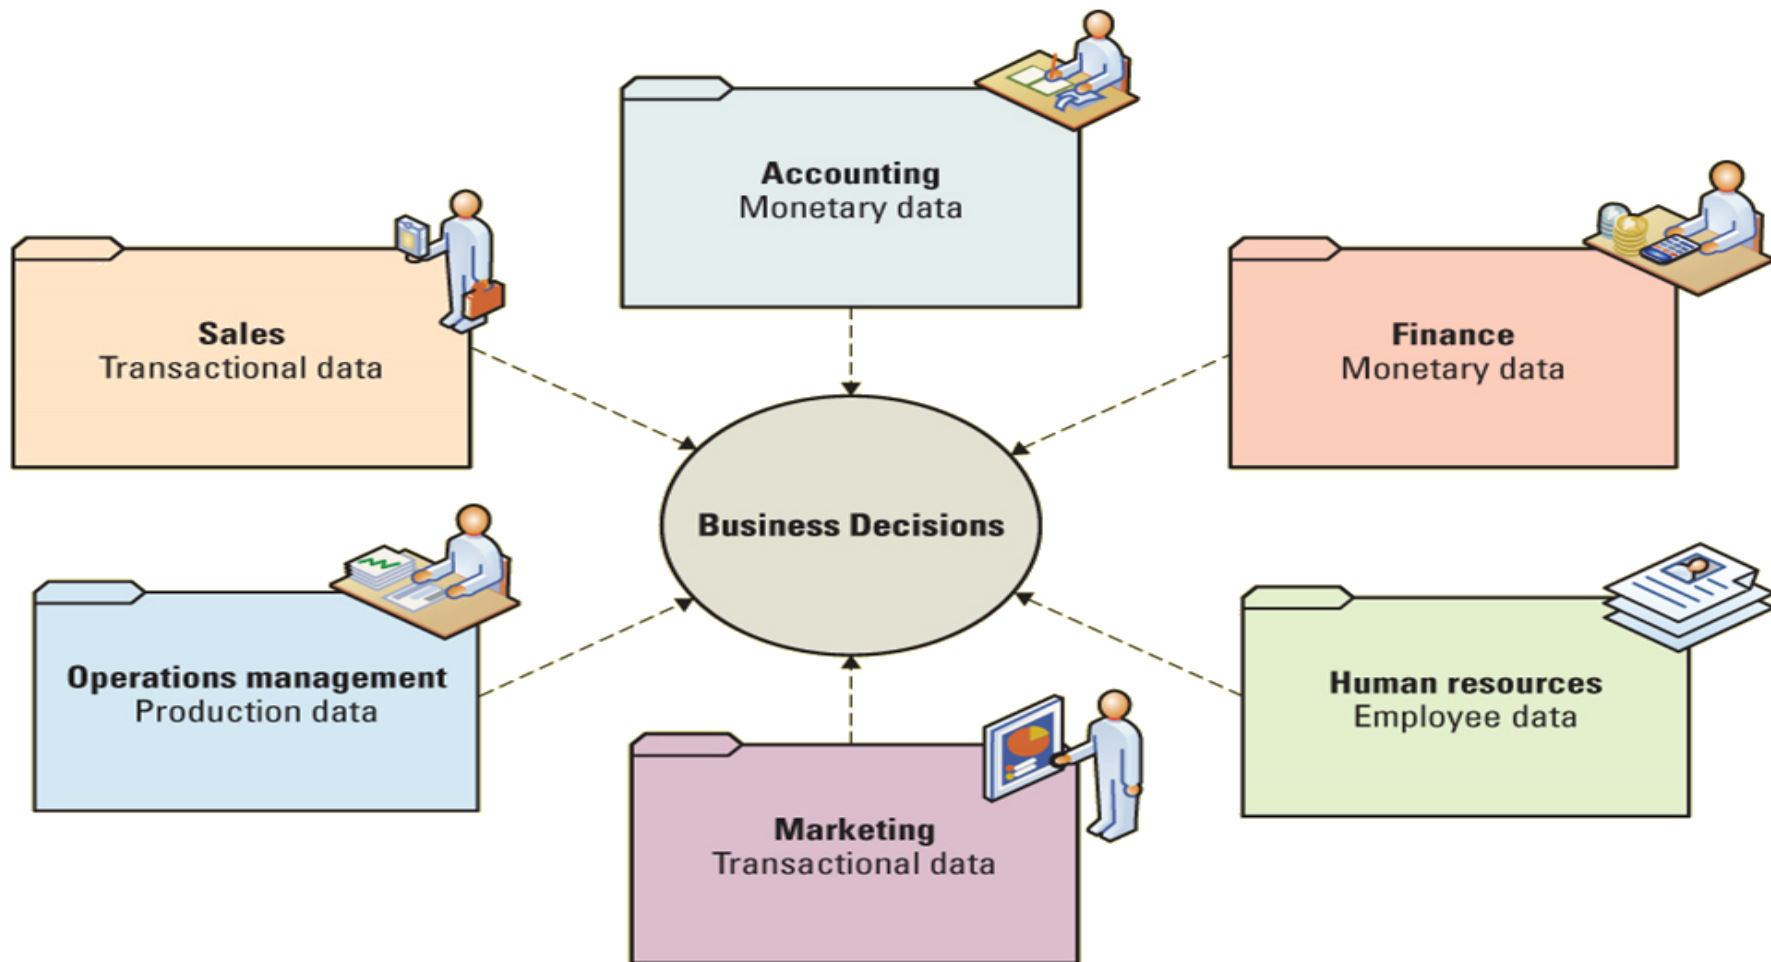 Accounting
Monetary data
Sales
Transactional data
Finance
Monetary data
Business Decisions
Operations management
Production data
Human resources
Employee data
Marketing
Transactional data